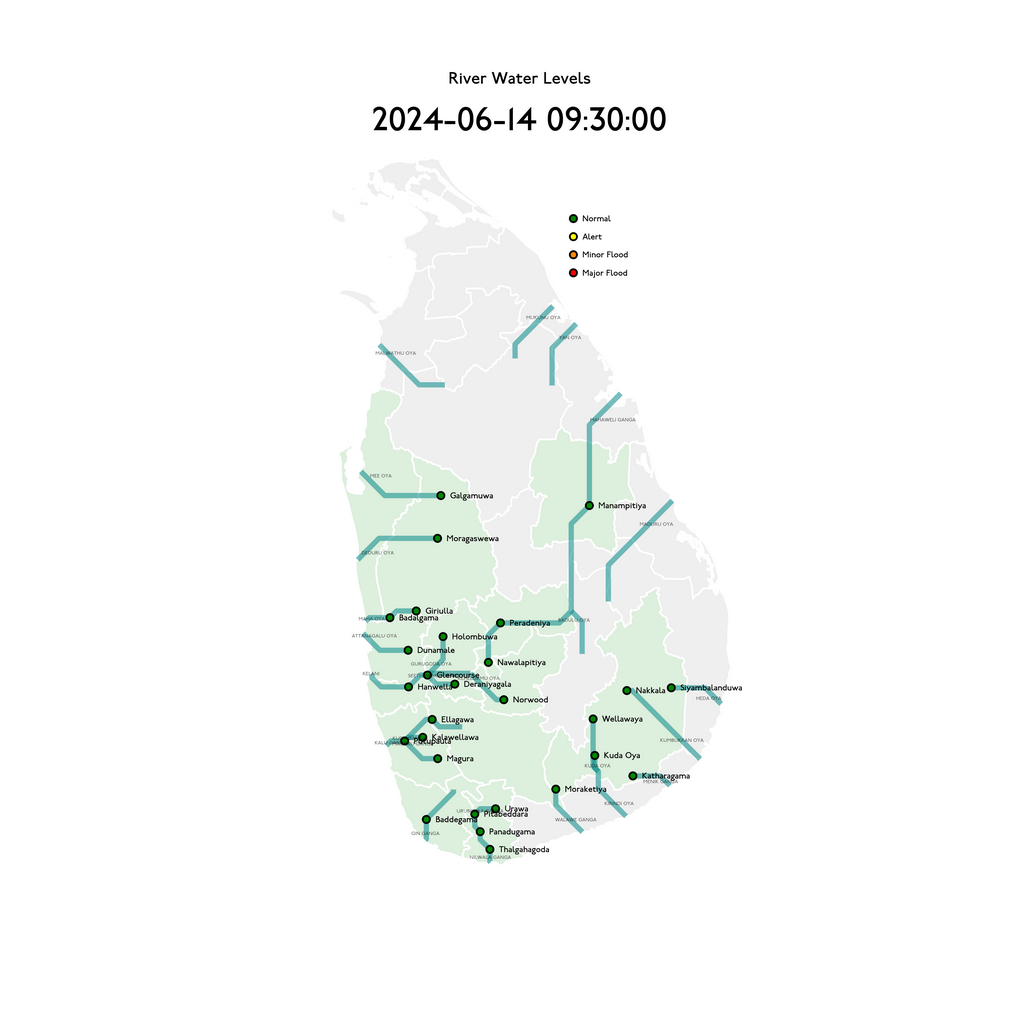 River Water Levels
2024-06-14 09:30:00
Normal
Alert
Minor Flood
Major Flood
MUKUNU OYA
YAN OYA
MALWATHU OYA
MAHAWELI GANGA
MEE OYA
Galgamuwa
Manampitiya
MADURU OYA
Moragaswewa
DEDURU OYA
Giriulla
Badalgama
MAHA OYA
Peradeniya
BADULU OYA
ATTANAGALU OYA
Holombuwa
Dunamale
GURUGODA OYA
Nawalapitiya
KELANI
Glencourse
Deraniyagala
Hanwella
Norwood
Nakkala
Siyambalanduwa
HEDA OYA
Ellagawa
Wellawaya
Kalawellawa
Putupaula
KUMBUKKAN OYA
Magura
Kuda Oya
KUDA OYA
Katharagama
MENIK GANGA
Moraketiya
KIRINDI OYA
Urawa
Pitabeddara
Baddegama
WALAWE GANGA
GIN GANGA
Panadugama
Thalgahagoda
NILWALA GANGA